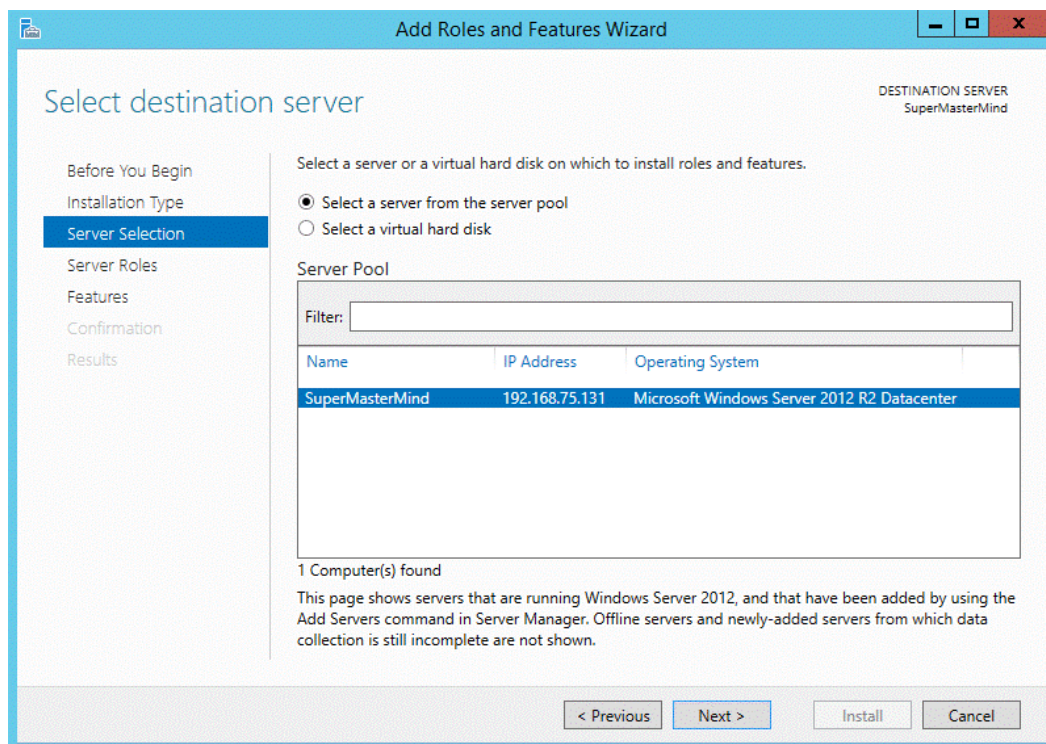 Add Roles and Features Wizard
Select destination server
DESTINATION SERVER
SuperMasterMind
Before You Begin
Installation Type
Server Selection
Server Roles
Features
Confirmation
Results
Select a server or a virtual hard disk on which to install roles and features.
Select a server from the server pool
Select a virtual hard disk
Server Pool
Filter:
Name IP Address Operating System
SuperMasterMind 192.168.75.131 Microsoft Windows Server 2012 R2 Datacenter
1 Computer(s) found
This page shows servers that are running Windows Server 2012, and that have been added by using the
Add Servers command in Server Manager. Offline servers and newly-added servers from which data
collection is still incomplete are not shown.
< Previous Next > Install Cancel